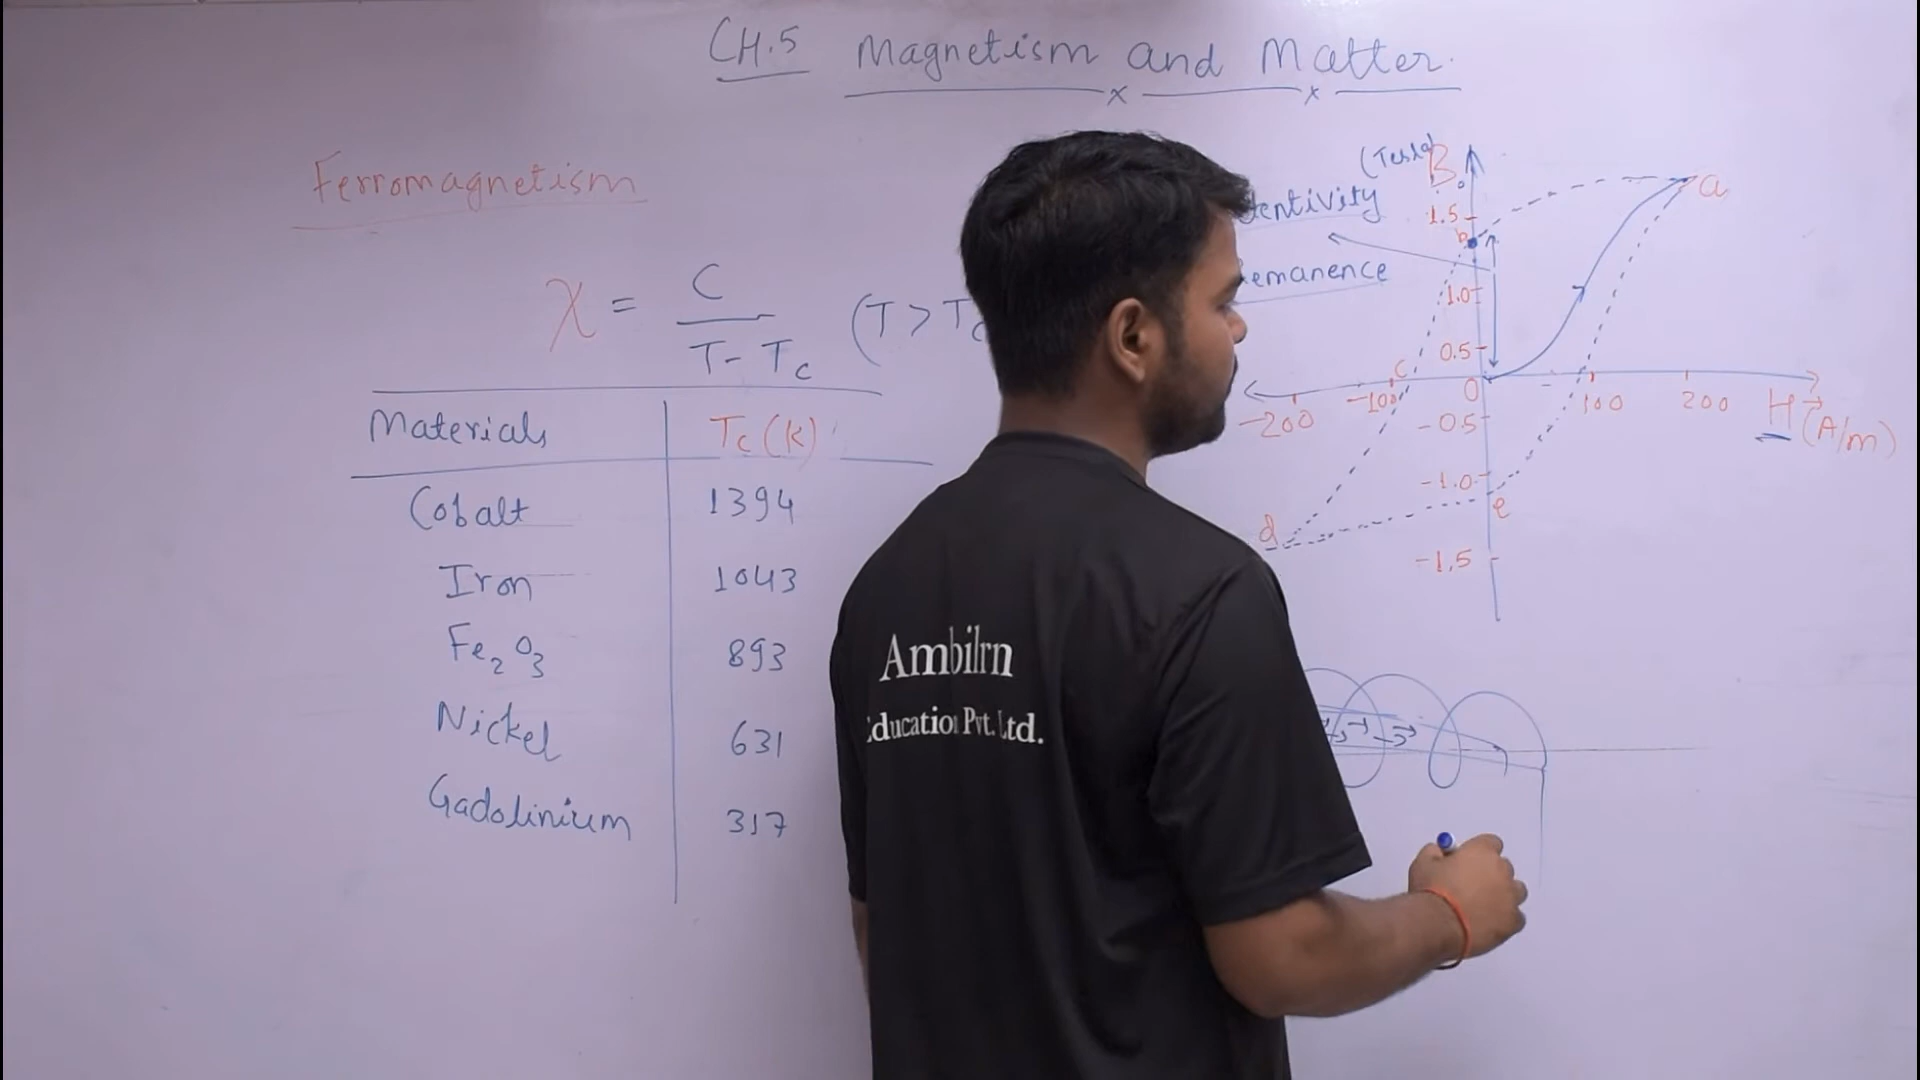 CH.5 Magnetism and Matter.
Ferromagnetism
χ = C / T - Tc (T > Tc
Materials Tc (K)
Cobalt 1394
Iron 1043
Fe2O3 893
Nickel 631
Gadolinium 317
(Tesla) B
a
tentivity
1.5
b
emanence
1.0
0.5
c
0
-200
-100
100
200
H (A/m)
-0.5
-1.0
e
d
-1.5
Ambilrn
Education Pvt. Ltd.